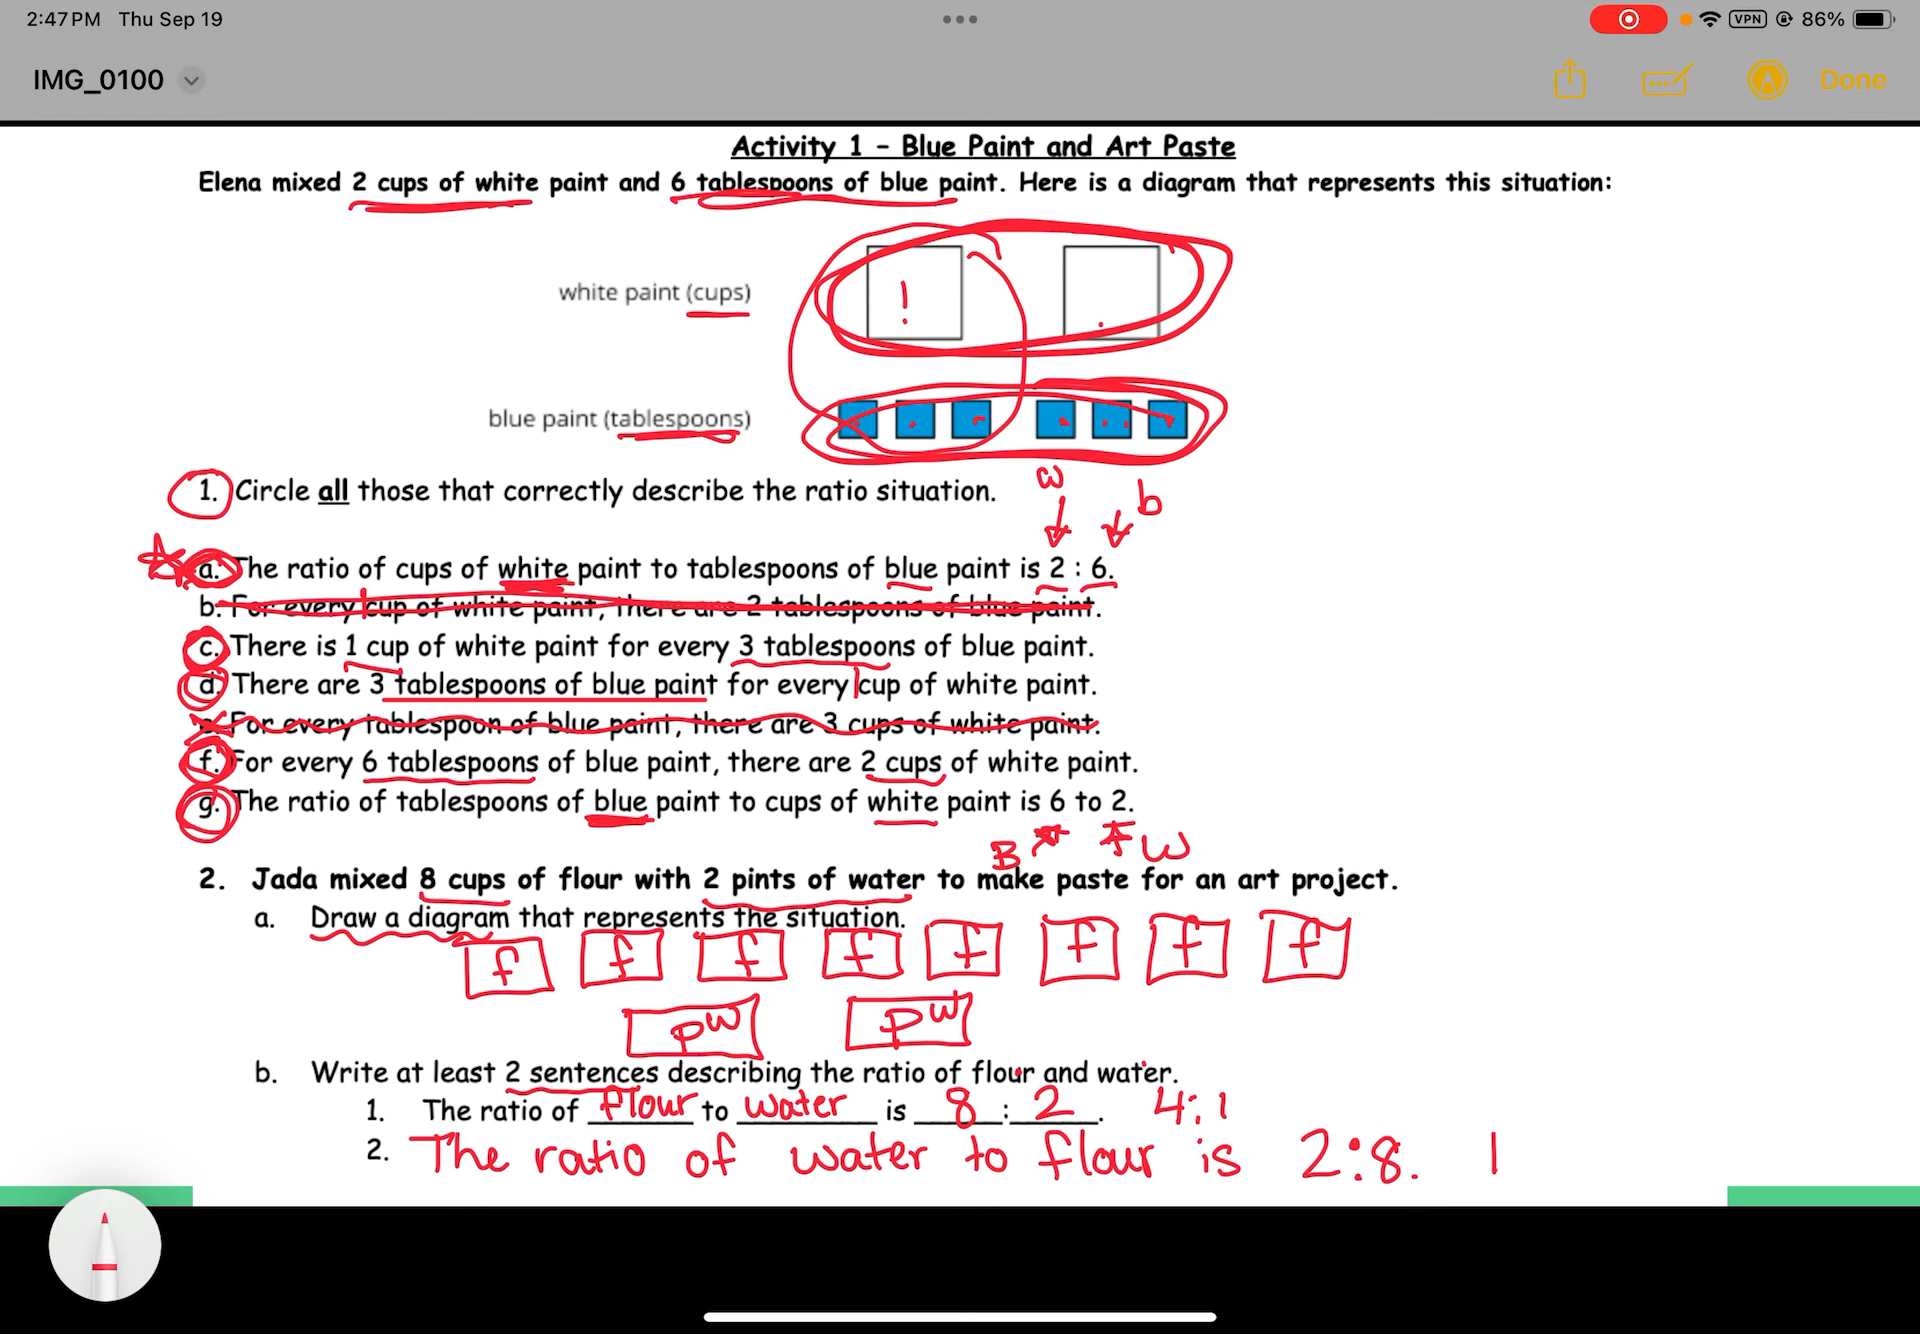 2:47 PM Thu Sep 19
VPN 86%
IMG_0100
Done
Activity 1 – Blue Paint and Art Paste
Elena mixed 2 cups of white paint and 6 tablespoons of blue paint. Here is a diagram that represents this situation:
!
white paint (cups)
blue paint (tablespoons)
1. Circle all those that correctly describe the ratio situation.
w
b
a. The ratio of cups of white paint to tablespoons of blue paint is 2 : 6.
b. For every cup of white paint, there are 2 tablespoons of blue paint.
c. There is 1 cup of white paint for every 3 tablespoons of blue paint.
d. There are 3 tablespoons of blue paint for every 1 cup of white paint.
e. For every tablespoon of blue paint, there are 3 cups of white paint.
f. For every 6 tablespoons of blue paint, there are 2 cups of white paint.
g. The ratio of tablespoons of blue paint to cups of white paint is 6 to 2.
B W
2. Jada mixed 8 cups of flour with 2 pints of water to make paste for an art project.
a. Draw a diagram that represents the situation.
f f f f f f f f
pw pw
b. Write at least 2 sentences describing the ratio of flour and water.
1. The ratio of flour to water is 8 : 2. 4:1
2. The ratio of water to flour is 2:8. 1